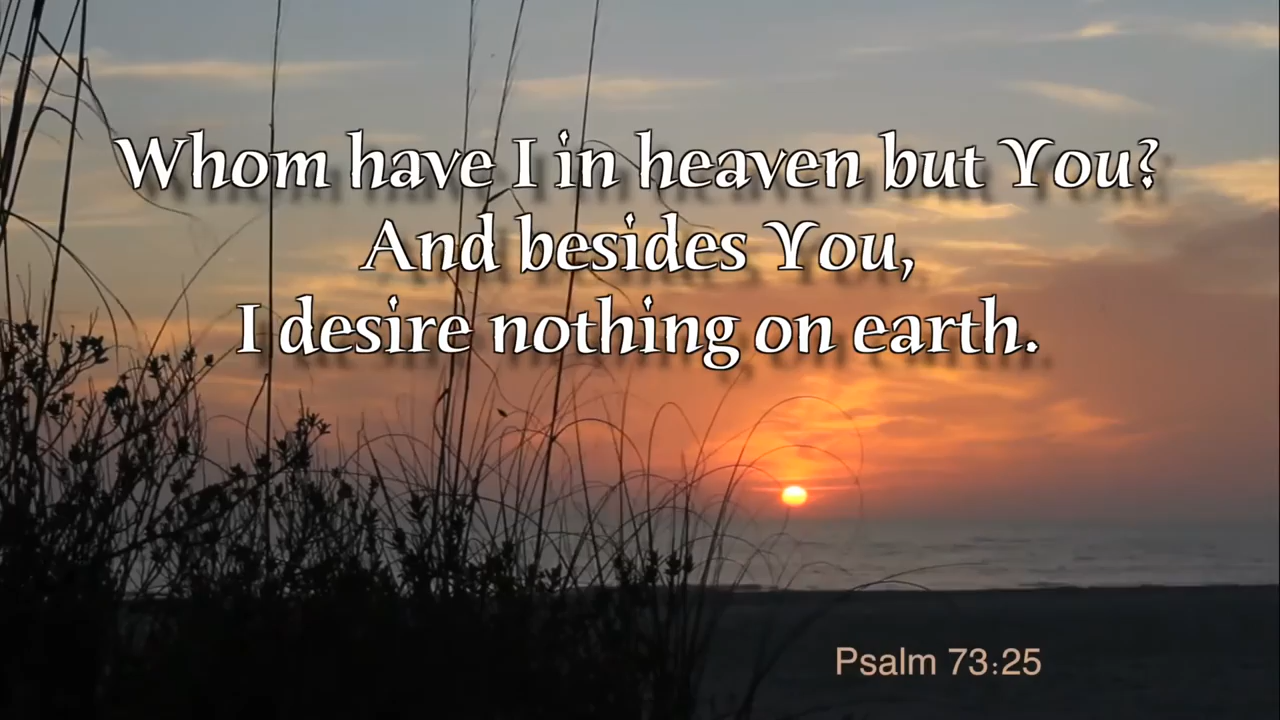 Whom have I in heaven but You?
And besides You,
I desire nothing on earth.
Psalm 73:25